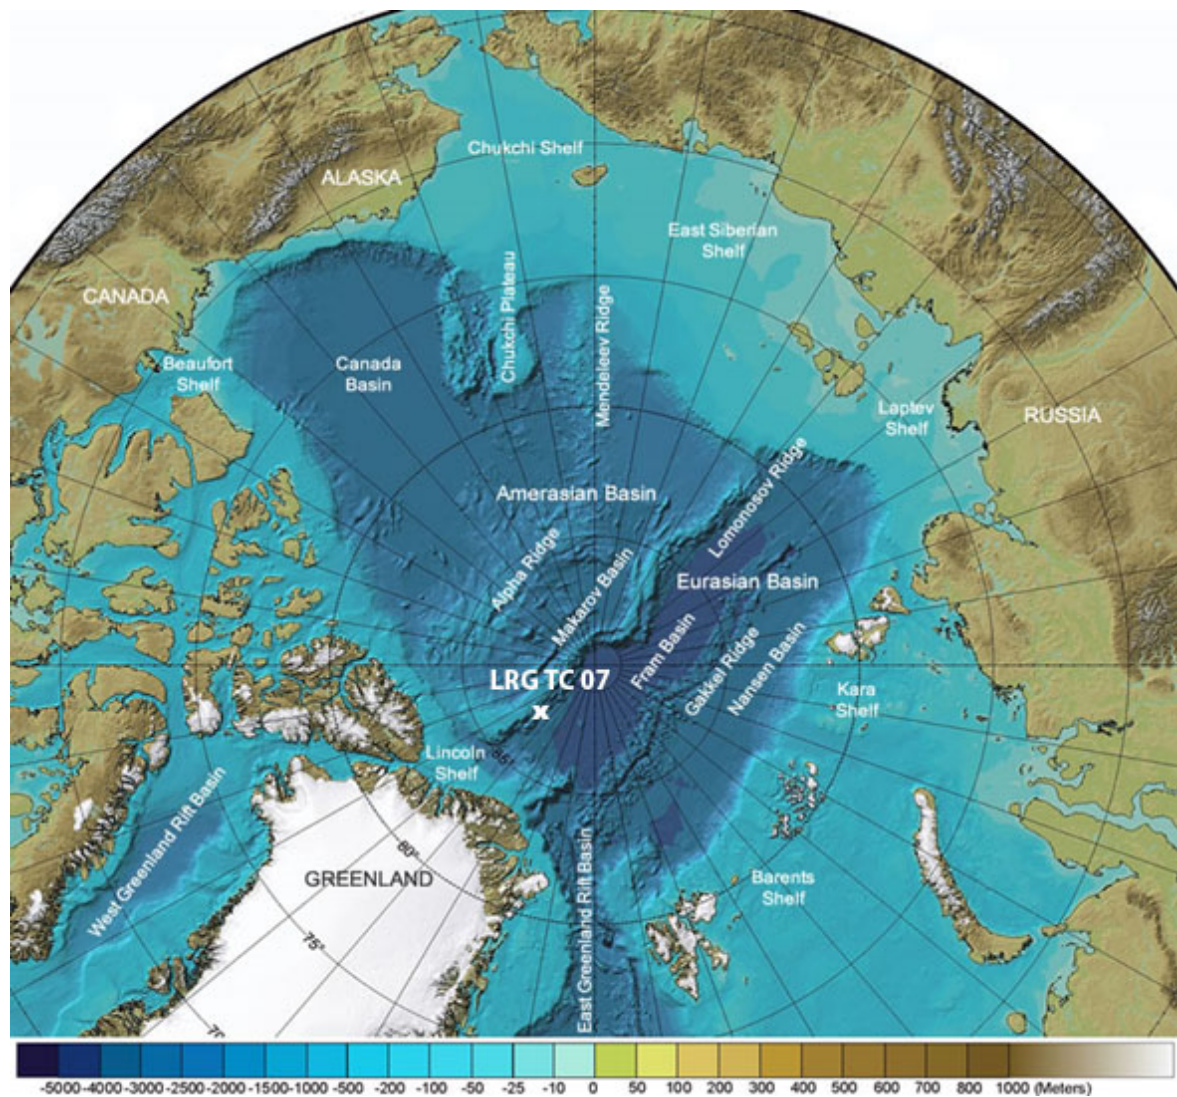 Chukchi Shelf
ALASKA
East Siberian
Shelf
CANADA
Chukchi Plateau
Mendeleev Ridge
Beaufort
Shelf
Canada
Basin
Laptev
Shelf
RUSSIA
Lomonosov Ridge
Amerasian Basin
Alpha Ridge
Makarov Basin
Eurasian Basin
Fram Basin
Gakkel Ridge
Nansen Basin
LRG TC 07
x
Kara
Shelf
Lincoln
Shelf
85°
West Greenland Rift Basin
80°
GREENLAND
East Greenland Rift Basin
Barents
Shelf
75°
-5000 -4000 -3000 -2500 -2000 -1500 -1000 -500 -200 -100 -50 -25 -10 0 50 100 200 300 400 500 600 700 800 1000 (Meters)